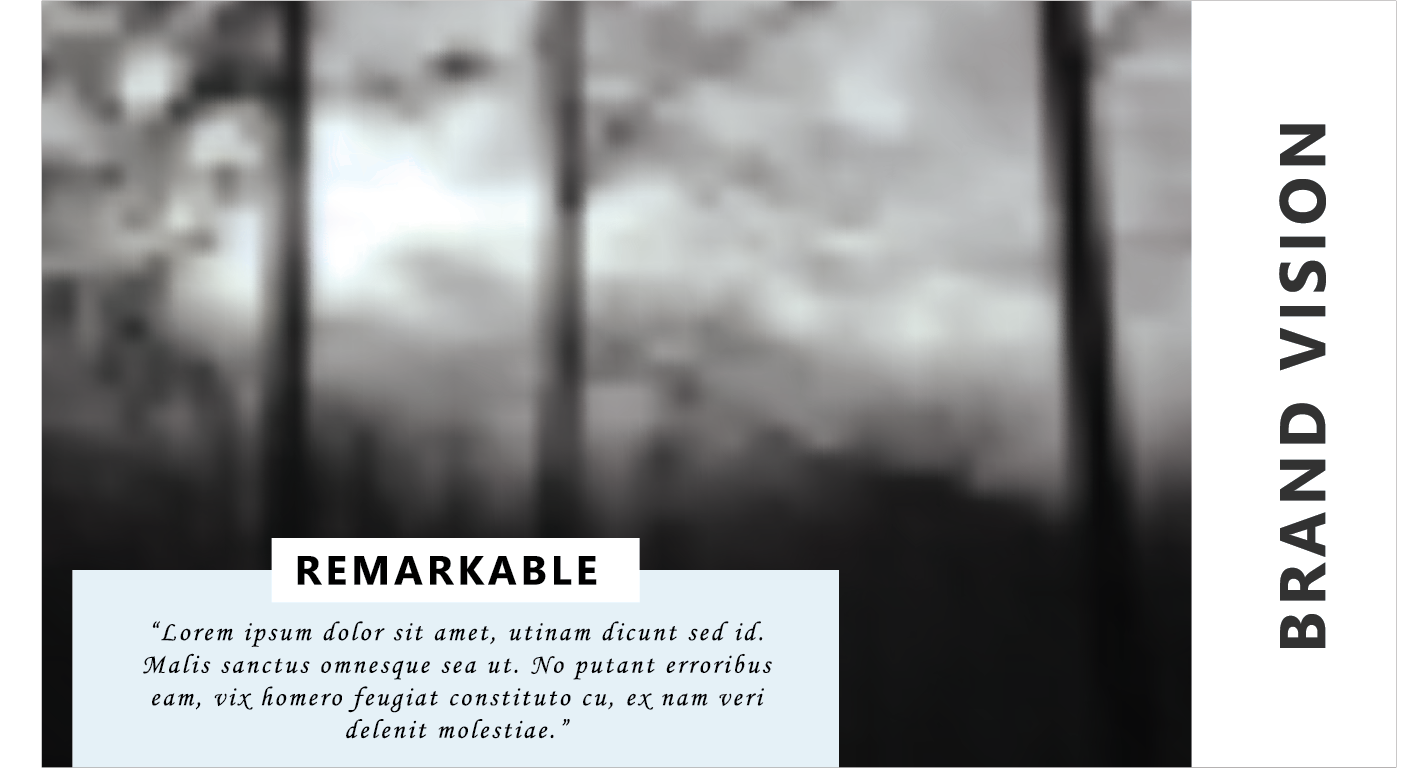 BRAND VISION
REMARKABLE
“Lorem ipsum dolor sit amet, utinam dicunt sed id.
Malis sanctus omnesque sea ut. No putant erroribus
eam, vix homero feugiat constituto cu, ex nam veri
delenit molestiae.”